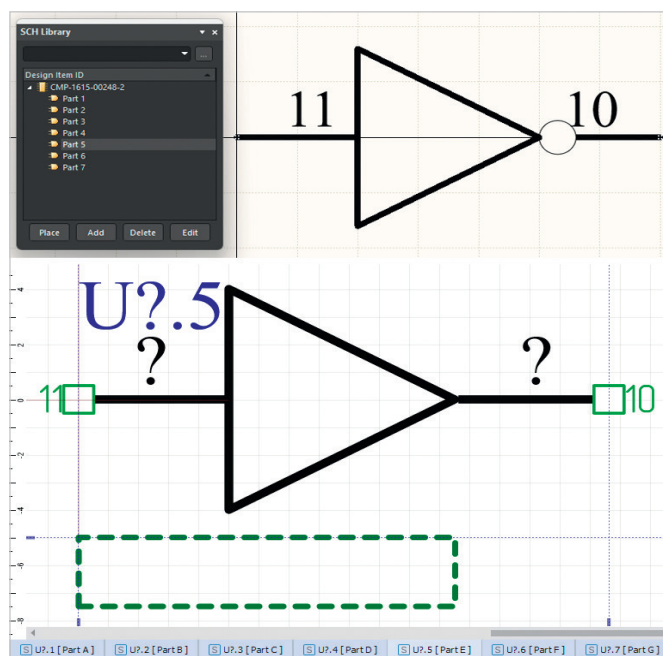 SCH Library
...
Design Item ID
CMP-1615-00248-2
Part 1
Part 2
Part 3
Part 4
Part 5
Part 6
Part 7
Place Add Delete Edit
11 10
U?.5
? ?
11 10
4
2
0
-2
-4
-6
-8
U?.1 [ Part A ] U?.2 [ Part B ] U?.3 [ Part C ] U?.4 [ Part D ] U?.5 [ Part E ] U?.6 [ Part F ] U?.7 [ Part G ]